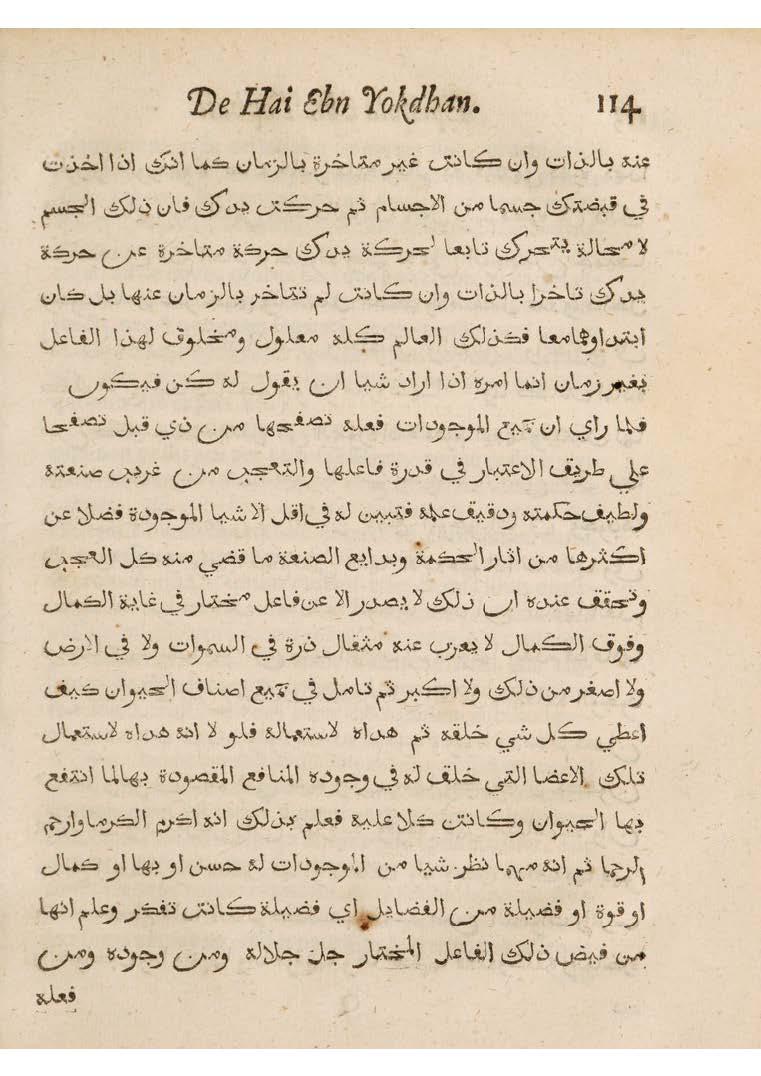 De Hai Ebn Yokdhan. 114
عنه بالذات وان كانت غير متاخرة بالزمان كما انك اذا اخذت
في قبضتك جسما من الاجسام ثم حركت يدك فان ذلك الجسم
لا محالة يتحرك تابعا لحركة يدك حركة متاخرة عن حركة
يدك تاخرا بالذات وان كانت لم تتاخر بالزمان عنها بل كان
ابتداوهما معا فكذلك العالم كله معلول ومخلوق لهذا الفاعل
بغير زمان انما امره اذا اراد شيا ان يقول له كن فيكون
فلما راي ان جميع الموجودات فعله تصفحها من ذي قبل تصفحا
علي طريق الاعتبار في قدرة فاعلها والتعجب من غريب صنعته
ولطيف حكمته ودقيق علمه فتبين له في اقل الاشيا الموجودة فضلا عن
اكثرها من اثار الحكمة وبدايع الصنعة ما قضي منه كل العجب
وتحقق عنده ان ذلك لا يصدر الا عن فاعل مختار في غاية الكمال
وفوق الكمال لا يعزب عنه مثقال ذرة في السموات ولا في الارض
ولا اصغر من ذلك ولا اكبر ثم تامل في جميع اصناف الحيوان كيف
اعطي كل شي خلقه ثم هداه لاستعماله فلو لا انه هداه لاستعمال
تلك الاعضا التي خلق له في وجوده المنافع المقصودة بها لما انتفع
بها الحيوان وكانت كلا عليه فعلم بذلك انه اكرم الكرما وارحم
الرحما ثم انه مهما نظر شيا من الموجودات له حسن او بها او كمال
او قوة او فضيلة من الفضايل اي فضيلة كانت تفكر وعلم انها
من فيض ذلك الفاعل المختار جل جلاله ومن وجوده ومن
فعله